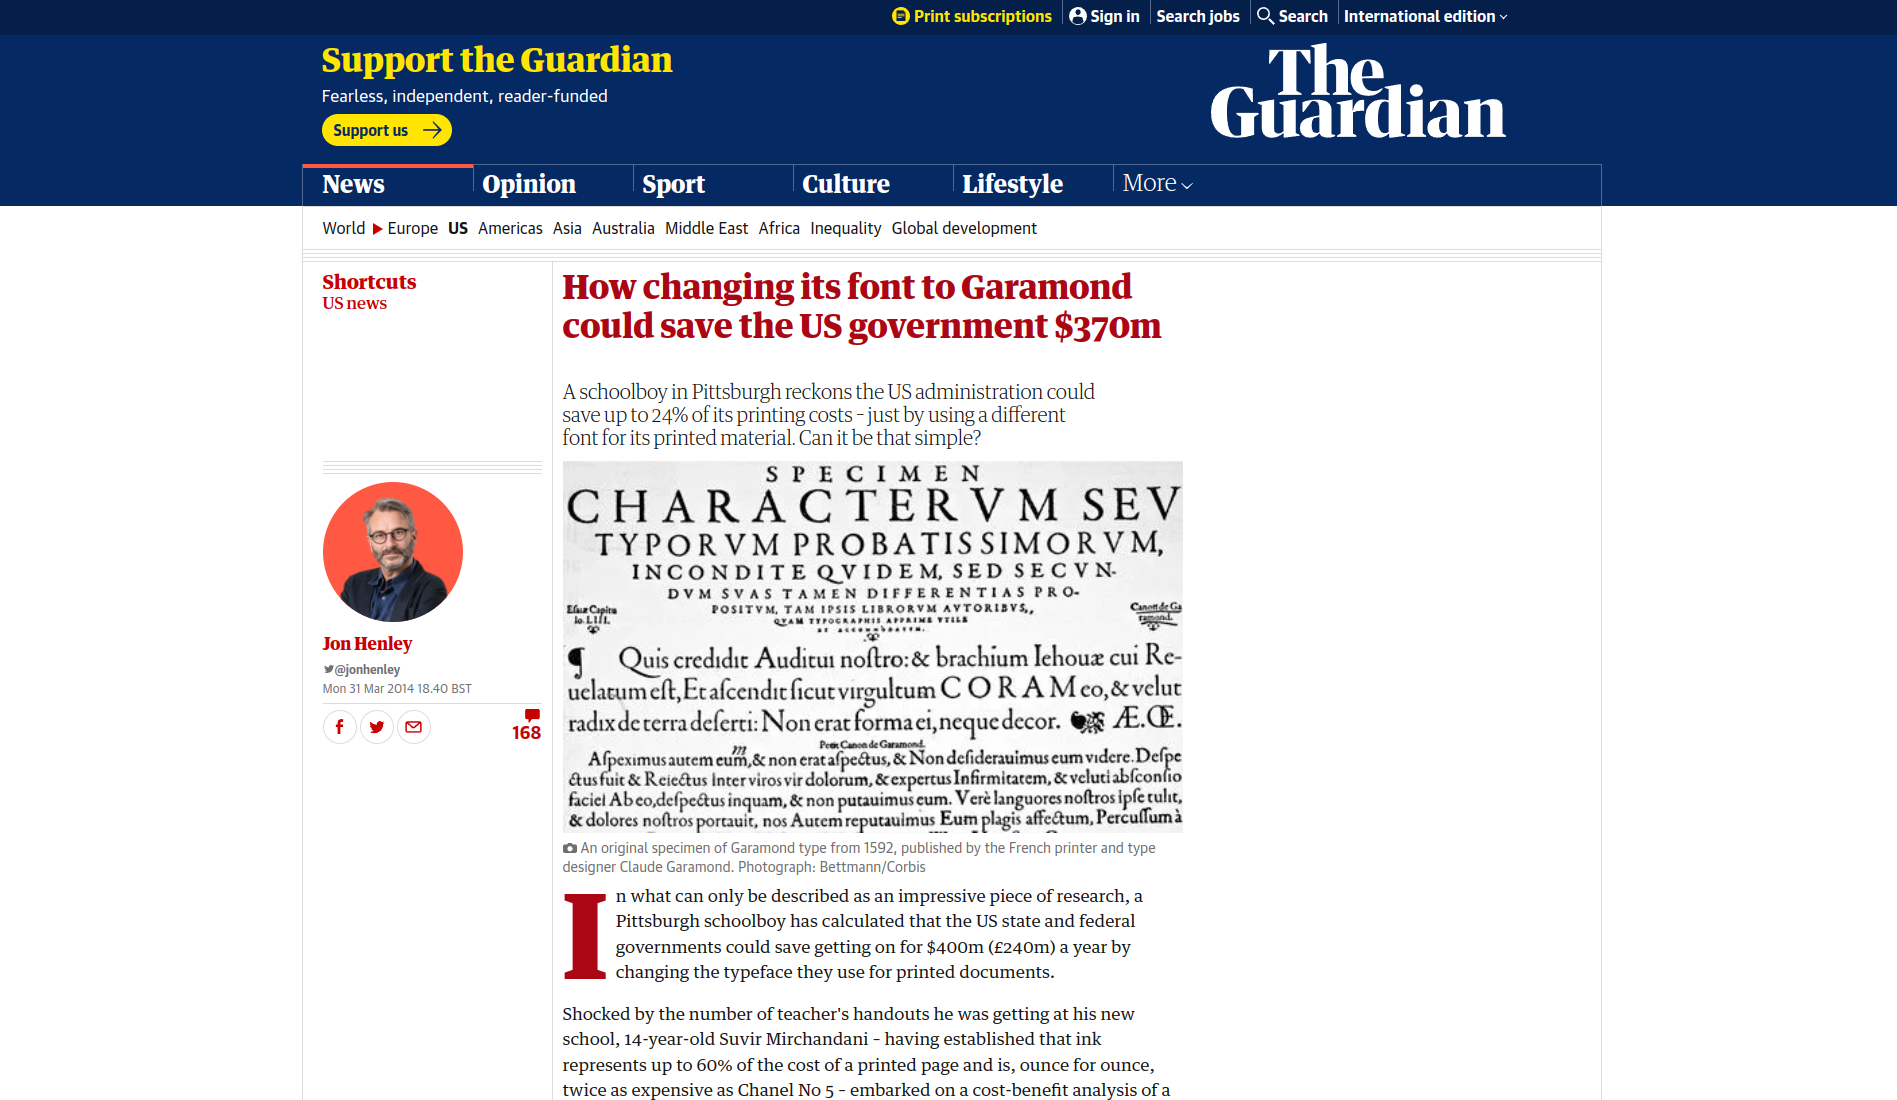 Print subscriptions
Sign in
Search jobs
Search
International edition
Support the Guardian
Fearless, independent, reader-funded
Support us
The
Guardian
News
Opinion
Sport
Culture
Lifestyle
More
World
Europe
US
Americas
Asia
Australia
Middle East
Africa
Inequality
Global development
Shortcuts
US news
How changing its font to Garamond
could save the US government $370m
A schoolboy in Pittsburgh reckons the US administration could
save up to 24% of its printing costs – just by using a different
font for its printed material. Can it be that simple?
Jon Henley
@jonhenley
Mon 31 Mar 2014 18.40 BST
168
SPECIMEN
CHARACTERVM SEV
TYPORVM PROBATISSIMORVM,
INCONDITE QVIDEM, SED SECVN-
DVM SVAS TAMEN DIFFERENTIAS PRO-
POSITVM, TAM IPSIS LIBRORVM AVTORIBVS,,
QVAM TYPOGRAPHIS APPRIME VTILE
ET ACCOMMODATVM.
Esaiæ Capitu
lo. LIII.
Canon de Ga
ramond.
¶ Quis credidit Auditui noſtro: & brachium Iehouæ cui Re-
uelatum eſt, Et aſcendit ſicut virgultum CORAM eo, & velut
radix de terra deſerti: Non erat forma ei, neque decor. Æ.Œ.
Petit Canon de Garamond.
m
Aſpeximus autem eum, & non erat aſpectus, & Non deſiderauimus eum videre. Deſpe
ctus fuit & Reiectus Inter viros vir dolorum, & expertus Infirmitatem, & veluti abſconſio
faciei Ab eo, deſpectus inquam, & non putauimus eum. Verè languores noſtros ipſe tulit,
& dolores noſtros portauit, nos Autem reputauimus Eum plagis affectum, Percuſſum à
An original specimen of Garamond type from 1592, published by the French printer and type
designer Claude Garamond. Photograph: Bettmann/Corbis
In what can only be described as an impressive piece of research, a
Pittsburgh schoolboy has calculated that the US state and federal
governments could save getting on for $400m (£240m) a year by
changing the typeface they use for printed documents.
Shocked by the number of teacher's handouts he was getting at his new
school, 14-year-old Suvir Mirchandani – having established that ink
represents up to 60% of the cost of a printed page and is, ounce for ounce,
twice as expensive as Chanel No 5 – embarked on a cost-benefit analysis of a